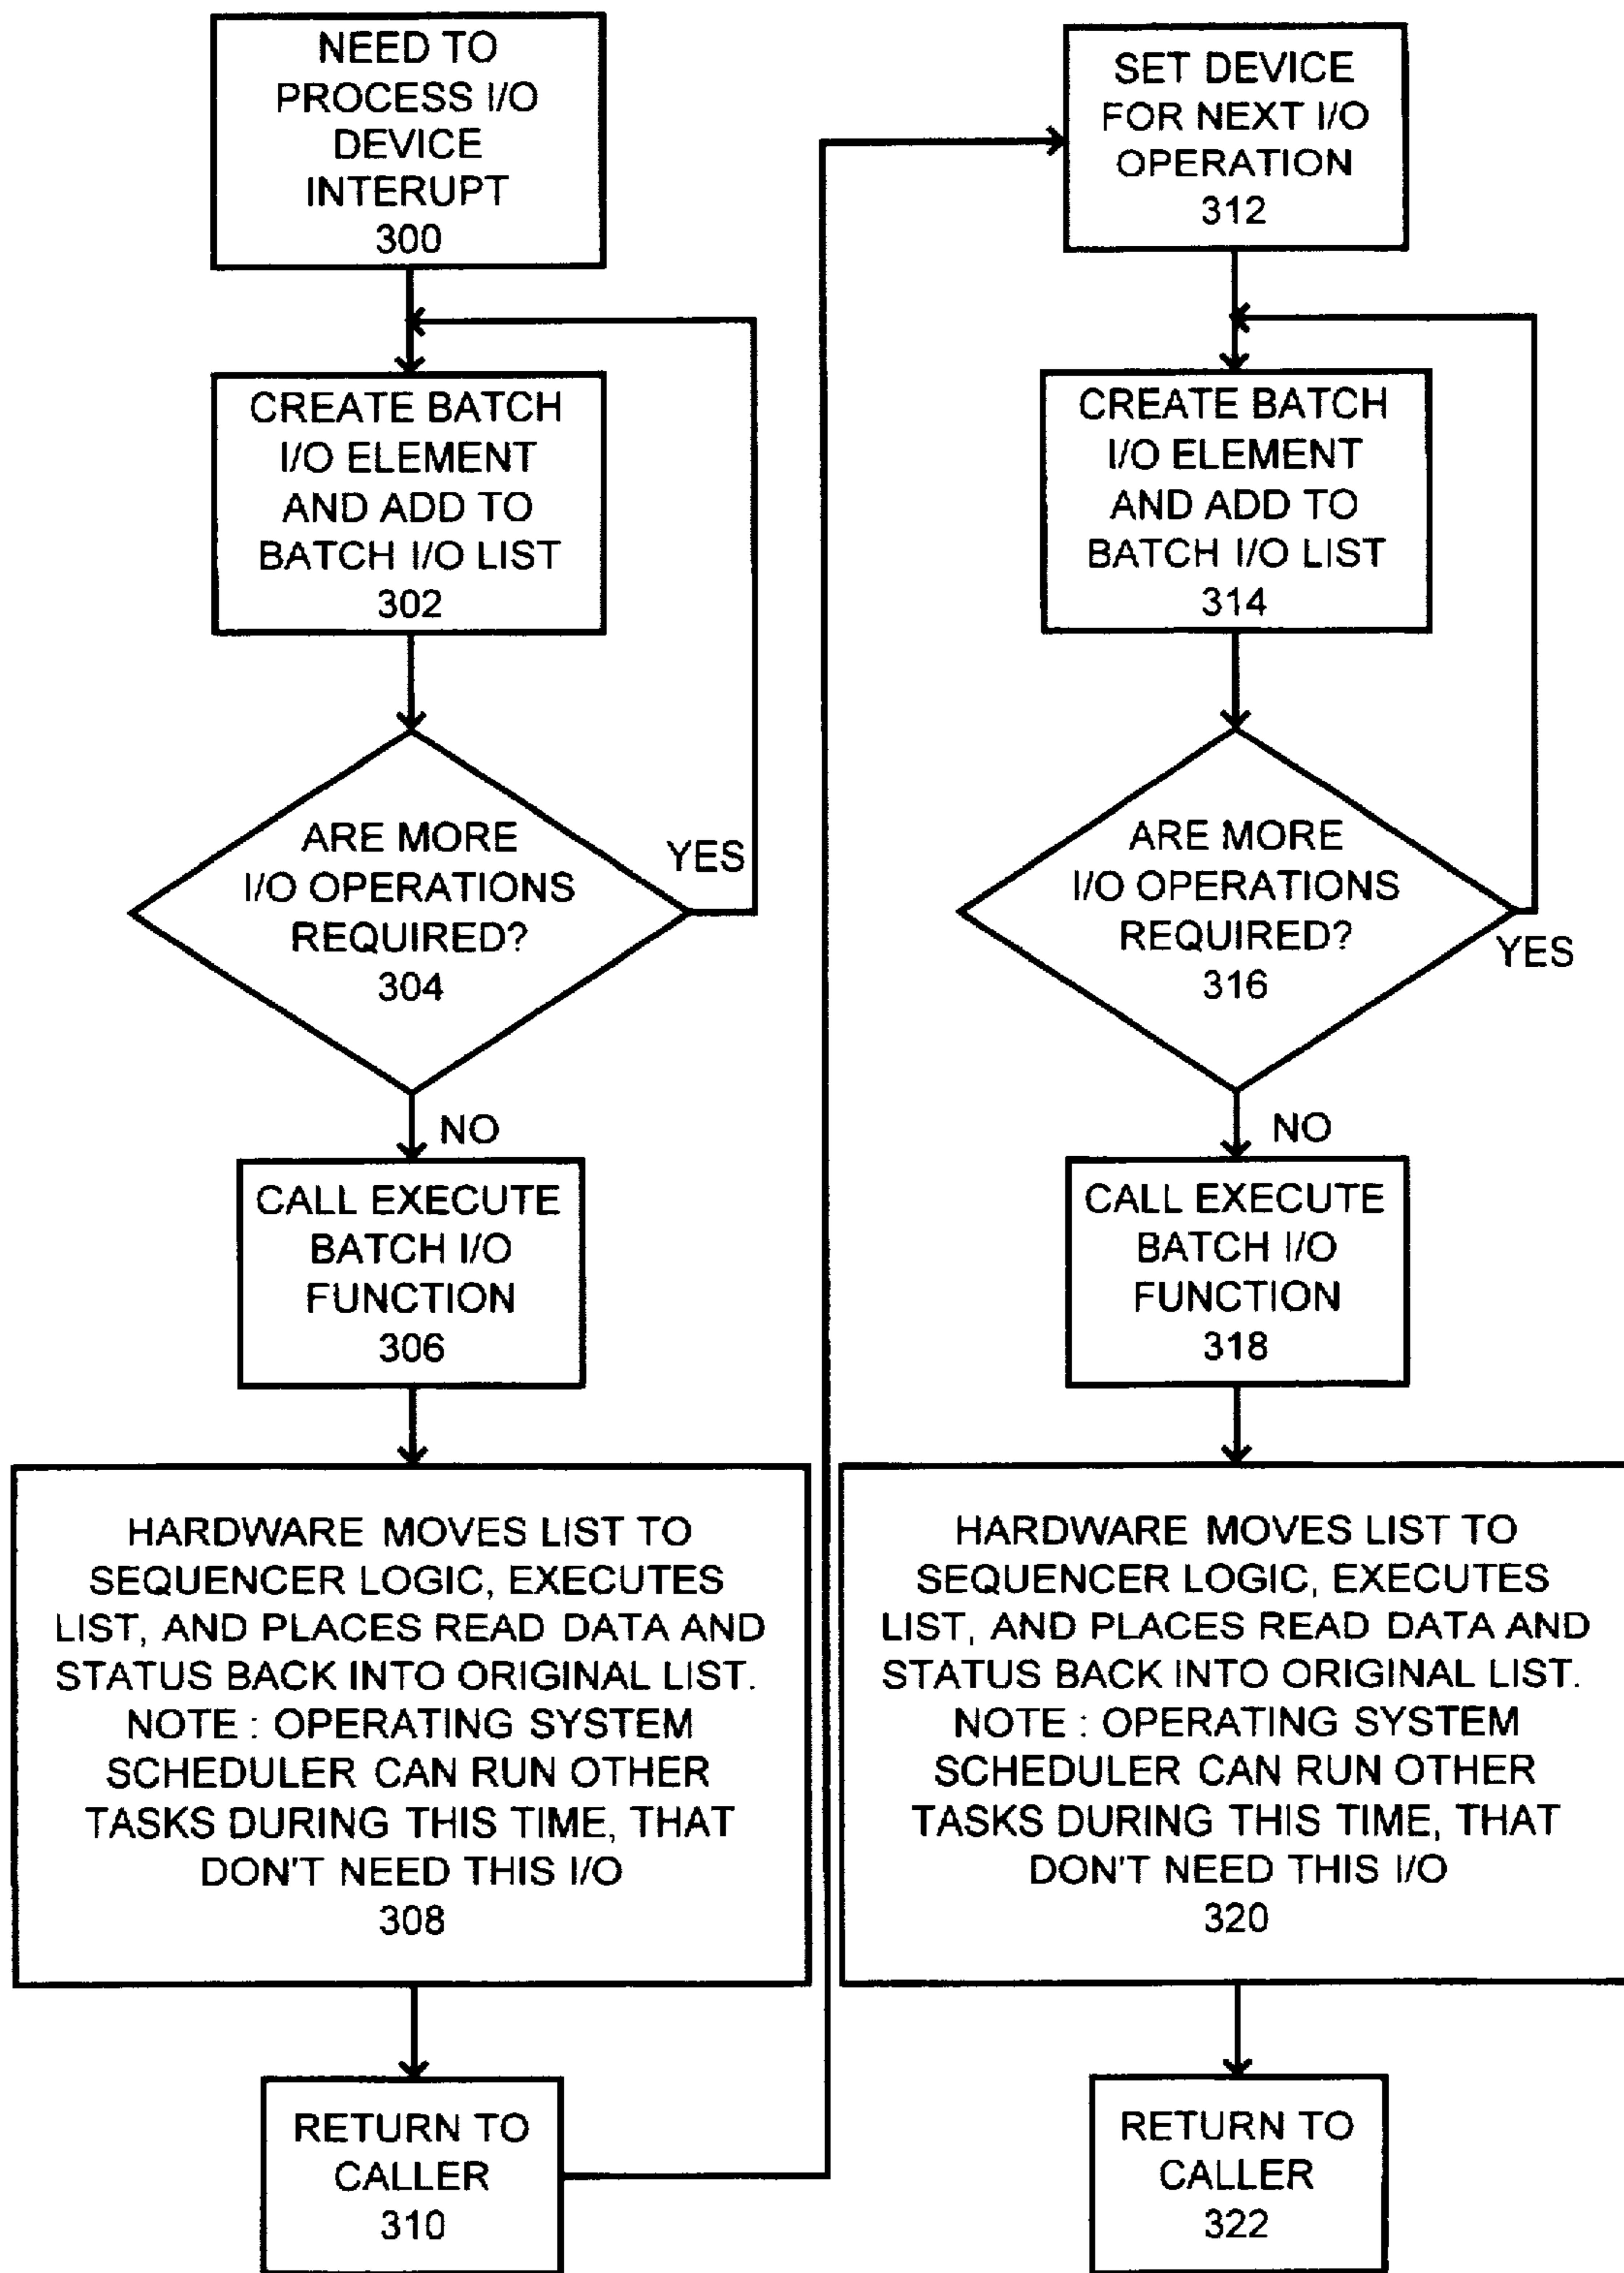 NEED TO
PROCESS I/O
DEVICE
INTERUPT
300
CREATE BATCH
I/O ELEMENT
AND ADD TO
BATCH I/O LIST
302
ARE MORE
I/O OPERATIONS
REQUIRED?
304
YES
NO
CALL EXECUTE
BATCH I/O
FUNCTION
306
HARDWARE MOVES LIST TO
SEQUENCER LOGIC, EXECUTES
LIST, AND PLACES READ DATA AND
STATUS BACK INTO ORIGINAL LIST.
NOTE : OPERATING SYSTEM
SCHEDULER CAN RUN OTHER
TASKS DURING THIS TIME, THAT
DON'T NEED THIS I/O
308
RETURN TO
CALLER
310
SET DEVICE
FOR NEXT I/O
OPERATION
312
CREATE BATCH
I/O ELEMENT
AND ADD TO
BATCH I/O LIST
314
ARE MORE
I/O OPERATIONS
REQUIRED?
316
YES
NO
CALL EXECUTE
BATCH I/O
FUNCTION
318
HARDWARE MOVES LIST TO
SEQUENCER LOGIC, EXECUTES
LIST, AND PLACES READ DATA AND
STATUS BACK INTO ORIGINAL LIST.
NOTE : OPERATING SYSTEM
SCHEDULER CAN RUN OTHER
TASKS DURING THIS TIME, THAT
DON'T NEED THIS I/O
320
RETURN TO
CALLER
322